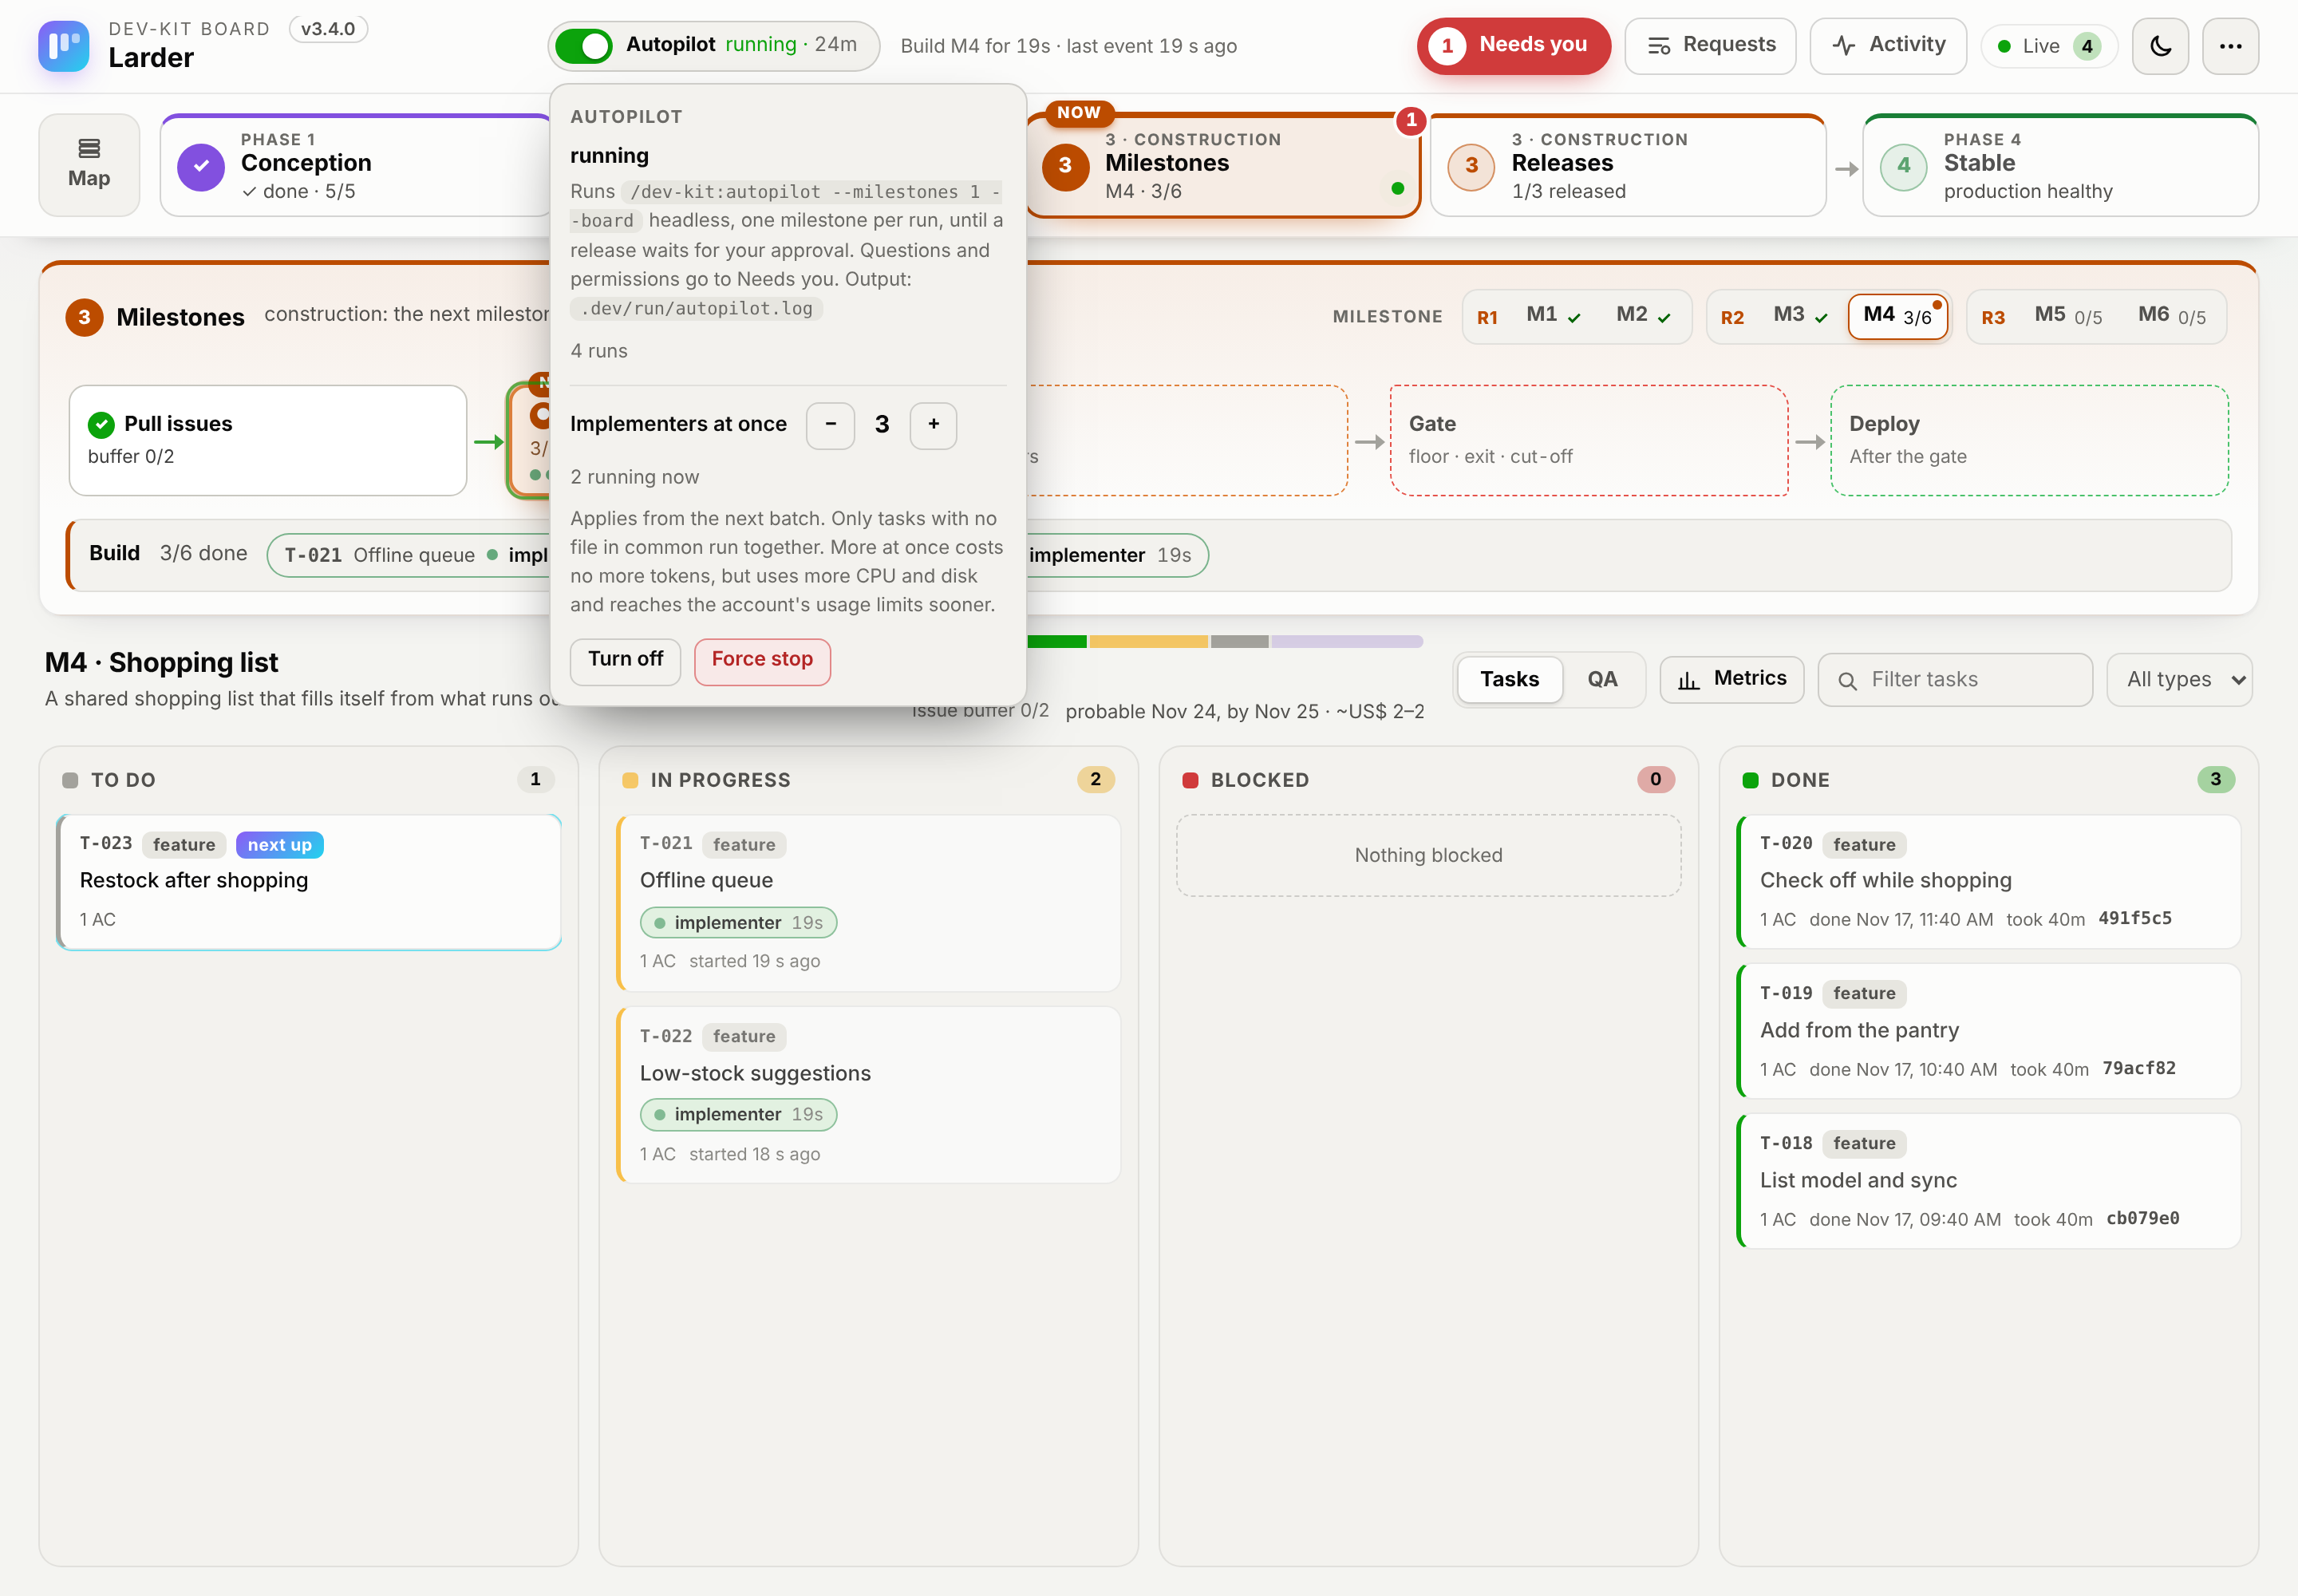 DEV-KIT BOARD v3.4.0
Larder
Autopilot running · 24m
Build M4 for 19s · last event 19 s ago
1 Needs you
Requests
Activity
Live 4
Map
PHASE 1
Conception
done · 5/5
NOW
1
3
3 · CONSTRUCTION
Milestones
M4 · 3/6
3
3 · CONSTRUCTION
Releases
1/3 released
4
PHASE 4
Stable
production healthy
AUTOPILOT
running
Runs /dev-kit:autopilot --milestones 1 -
-board headless, one milestone per run, until a
release waits for your approval. Questions and
permissions go to Needs you. Output:
.dev/run/autopilot.log
4 runs
Implementers at once − 3 +
2 running now
Applies from the next batch. Only tasks with no
file in common run together. More at once costs
no more tokens, but uses more CPU and disk
and reaches the account's usage limits sooner.
Turn off
Force stop
3 Milestones construction: the next
MILESTONE R1 M1 M2 R2 M3 M4 3/6 R3 M5 0/5 M6 0/5
Pull issues
buffer 0/2
3/
Gate
floor · exit · cut-off
Deploy
After the gate
Build 3/6 done T-021 Offline queue
implementer 19s
M4 · Shopping list
A shared shopping list that fills itself from what runs
issue buffer 0/2 probable Nov 24, by Nov 25 · ~US$ 2–2
Tasks QA
Metrics
Filter tasks
All types
TO DO 1
T-023 feature next up
Restock after shopping
1 AC
IN PROGRESS 2
T-021 feature
Offline queue
implementer 19s
1 AC started 19 s ago
T-022 feature
Low-stock suggestions
implementer 19s
1 AC started 18 s ago
BLOCKED 0
Nothing blocked
DONE 3
T-020 feature
Check off while shopping
1 AC done Nov 17, 11:40 AM took 40m 491f5c5
T-019 feature
Add from the pantry
1 AC done Nov 17, 10:40 AM took 40m 79acf82
T-018 feature
List model and sync
1 AC done Nov 17, 09:40 AM took 40m cb079e0